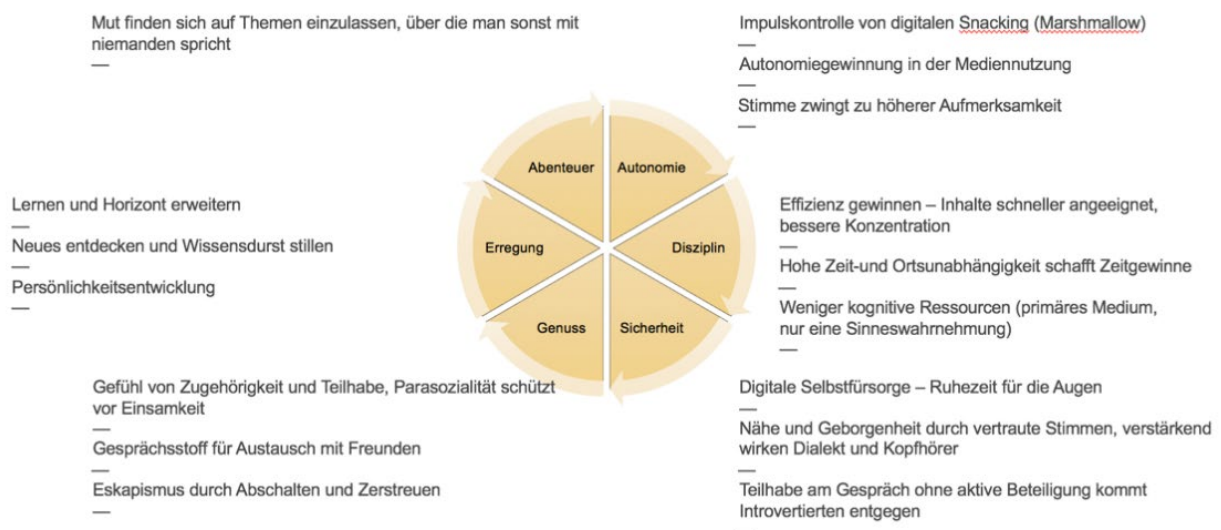 Mut finden sich auf Themen einzulassen, über die man sonst mit
niemanden spricht
—
Impulskontrolle von digitalen Snacking (Marshmallow)
—
Autonomiegewinnung in der Mediennutzung
—
Stimme zwingt zu höherer Aufmerksamkeit
—
Abenteuer
Autonomie
Lernen und Horizont erweitern
—
Neues entdecken und Wissensdurst stillen
—
Persönlichkeitsentwicklung
—
Erregung
Disziplin
Effizienz gewinnen – Inhalte schneller angeeignet,
bessere Konzentration
—
Hohe Zeit-und Ortsunabhängigkeit schafft Zeitgewinne
—
Weniger kognitive Ressourcen (primäres Medium,
nur eine Sinneswahrnehmung)
—
Genuss
Sicherheit
Gefühl von Zugehörigkeit und Teilhabe, Parasozialität schützt
vor Einsamkeit
—
Gesprächsstoff für Austausch mit Freunden
—
Eskapismus durch Abschalten und Zerstreuen
—
Digitale Selbstfürsorge – Ruhezeit für die Augen
—
Nähe und Geborgenheit durch vertraute Stimmen, verstärkend
wirken Dialekt und Kopfhörer
—
Teilhabe am Gespräch ohne aktive Beteiligung kommt
Introvertierten entgegen